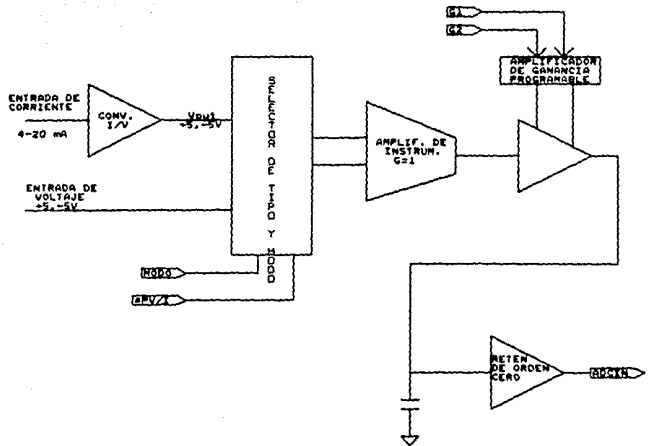 G1
G2
AMPLIFICADOR
DE GANANCIA
PROGRAMABLE
ENTRADA DE
CORRIENTE
4-20 mA
CONV.
I/V
Vout
+5,-5V
SELECTOR DE TIPO Y MODO
AMPLIF. DE
INSTRUM.
G=1
ENTRADA DE
VOLTAJE
+5,-5V
MODO
*PV/I
RETEN
DE ORDEN
CERO
ADCIN